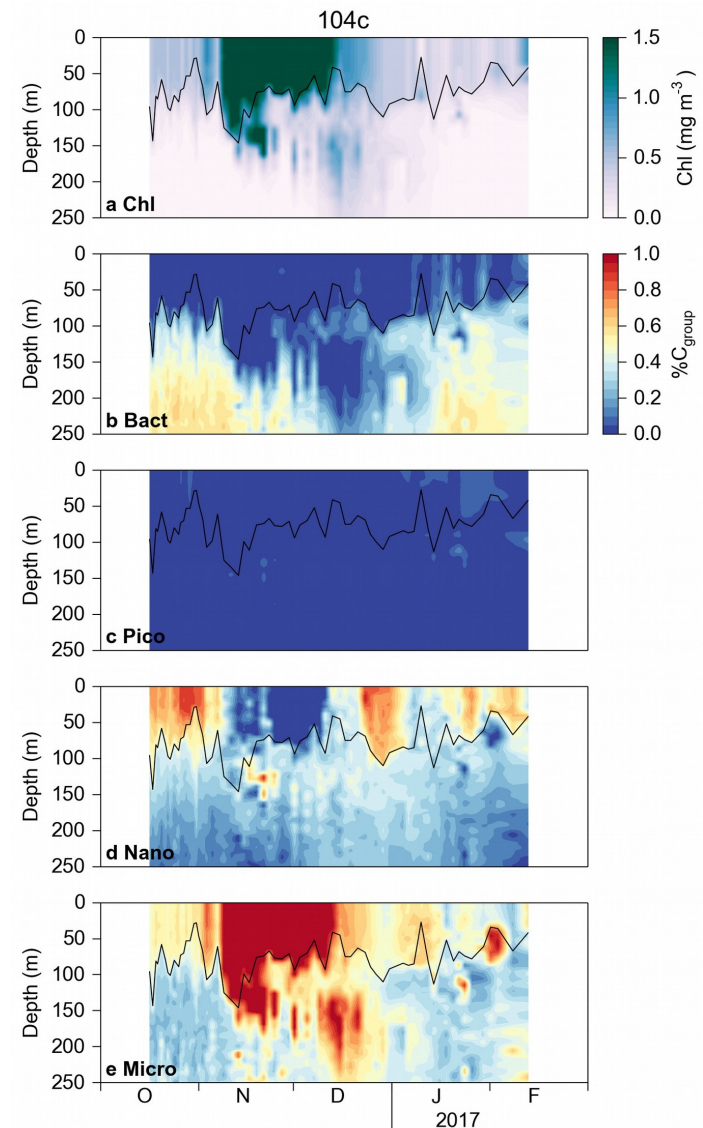 104c
0
50
100
150
200
250
Depth (m)
a Chl
1.5
1.0
0.5
0.0
Chl (mg m⁻³)
0
50
100
150
200
250
Depth (m)
b Bact
1.0
0.8
0.6
0.4
0.2
0.0
%C_group
0
50
100
150
200
250
Depth (m)
c Pico
0
50
100
150
200
250
Depth (m)
d Nano
0
50
100
150
200
250
Depth (m)
e Micro
O N D J F
2017